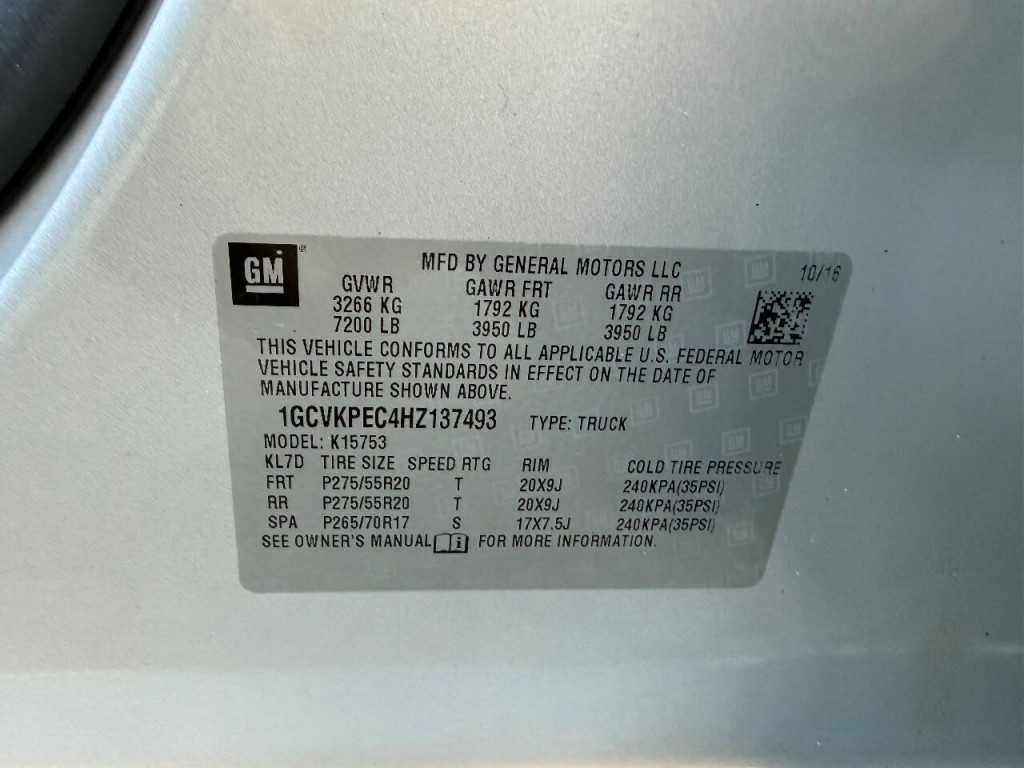 GM ® MFD BY GENERAL MOTORS LLC 10/16
GVWR GAWR FRT GAWR RR
3266 KG 1792 KG 1792 KG
7200 LB 3950 LB 3950 LB
THIS VEHICLE CONFORMS TO ALL APPLICABLE U.S. FEDERAL MOTOR
VEHICLE SAFETY STANDARDS IN EFFECT ON THE DATE OF
MANUFACTURE SHOWN ABOVE.
1GCVKPEC4HZ137493 TYPE: TRUCK
MODEL: K15753
KL7D TIRE SIZE SPEED RTG RIM COLD TIRE PRESSURE
FRT P275/55R20 T 20X9J 240KPA(35PSI)
RR P275/55R20 T 20X9J 240KPA(35PSI)
SPA P265/70R17 S 17X7.5J 240KPA(35PSI)
SEE OWNER'S MANUAL i FOR MORE INFORMATION.